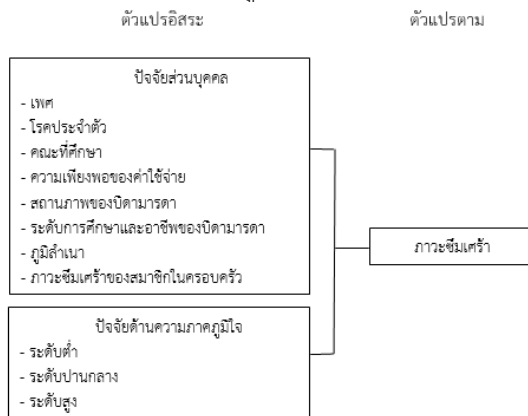 ตัวแปรอิสระ
ตัวแปรตาม
ปัจจัยส่วนบุคคล
- เพศ
- โรคประจำตัว
- คณะที่ศึกษา
- ความเพียงพอของค่าใช้จ่าย
- สถานภาพของบิดามารดา
- ระดับการศึกษาและอาชีพของบิดามารดา
- ภูมิลำเนา
- ภาวะซึมเศร้าของสมาชิกในครอบครัว
ภาวะซึมเศร้า
ปัจจัยด้านความภาคภูมิใจ
- ระดับต่ำ
- ระดับปานกลาง
- ระดับสูง